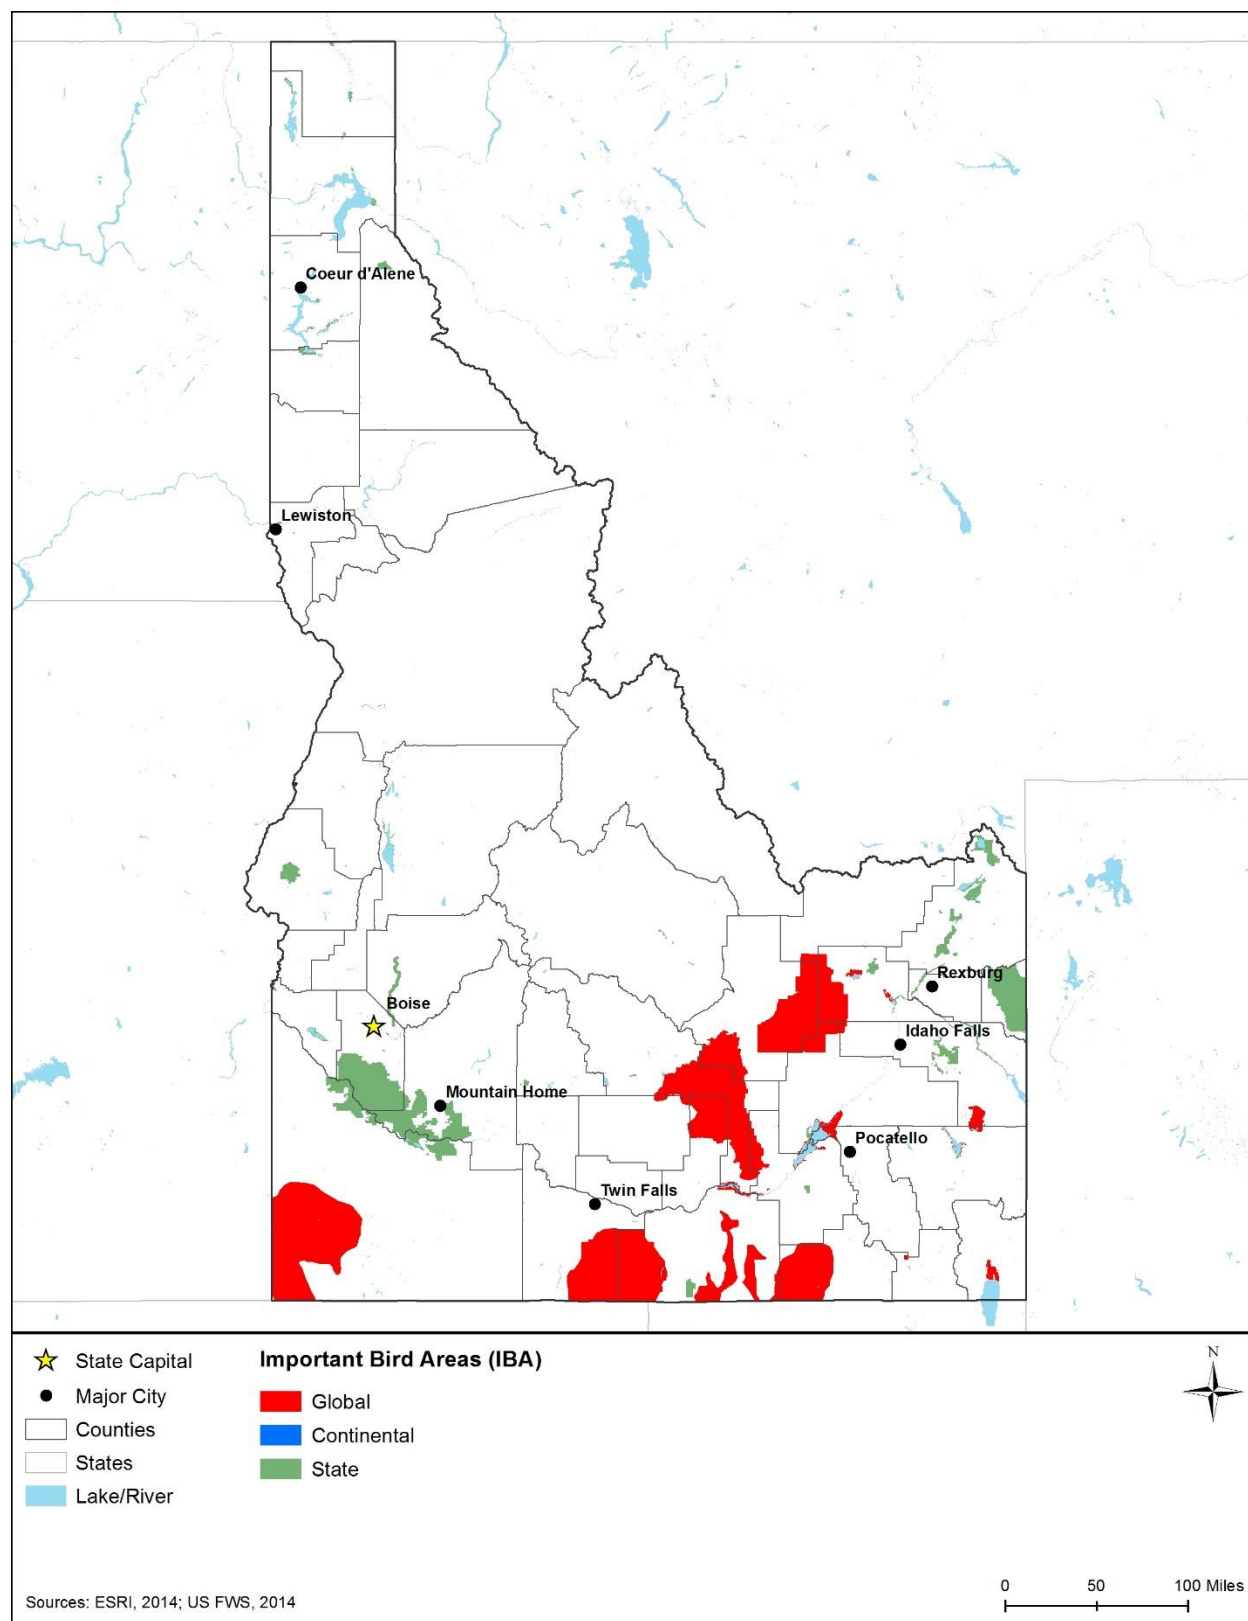 Coeur d'Alene
Lewiston
Boise
Rexburg
Idaho Falls
Mountain Home
Pocatello
Twin Falls
State Capital
Major City
Counties
States
Lake/River
Important Bird Areas (IBA)
Global
Continental
State
N
0 50 100 Miles
Sources: ESRI, 2014; US FWS, 2014